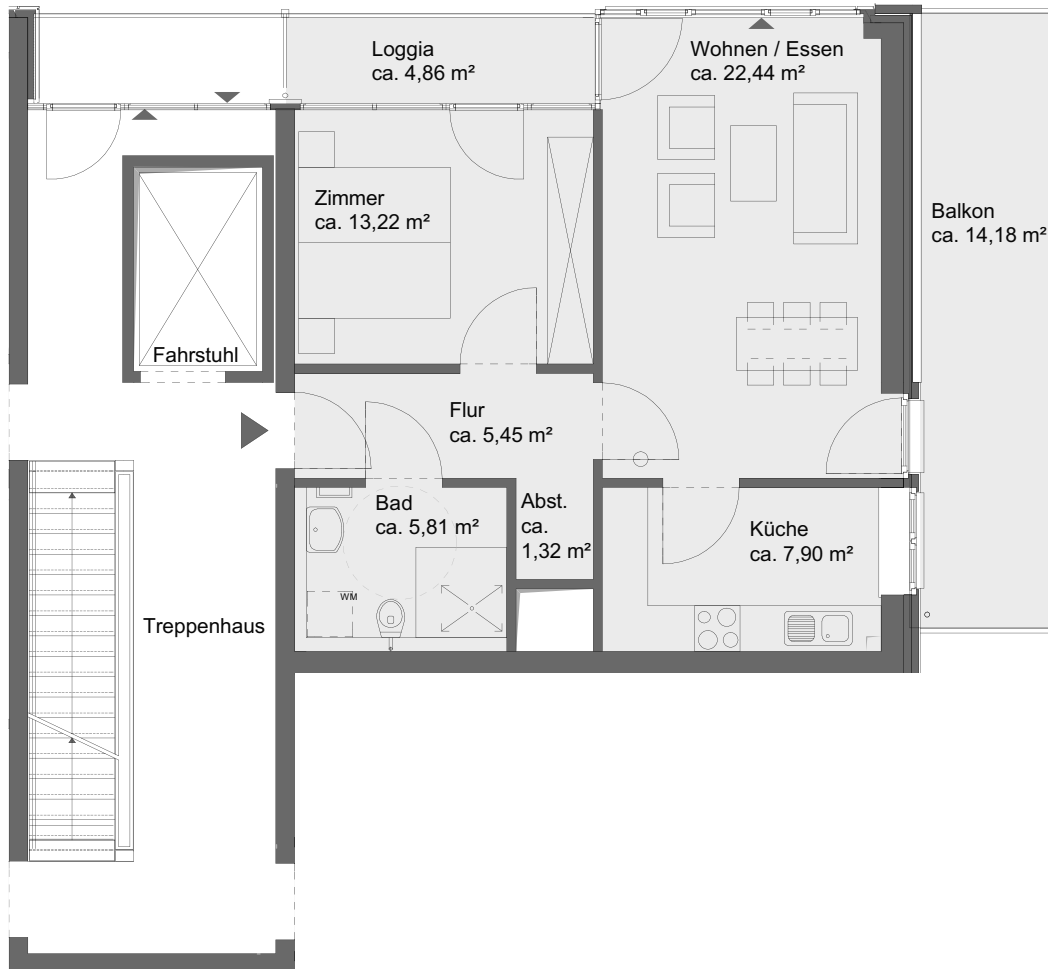 Loggia
ca. 4,86 m²
Wohnen / Essen
ca. 22,44 m²
Zimmer
ca. 13,22 m²
Balkon
ca. 14,18 m²
Fahrstuhl
Flur
ca. 5,45 m²
Bad
ca. 5,81 m²
Abst.
ca.
1,32 m²
Küche
ca. 7,90 m²
WM
Treppenhaus